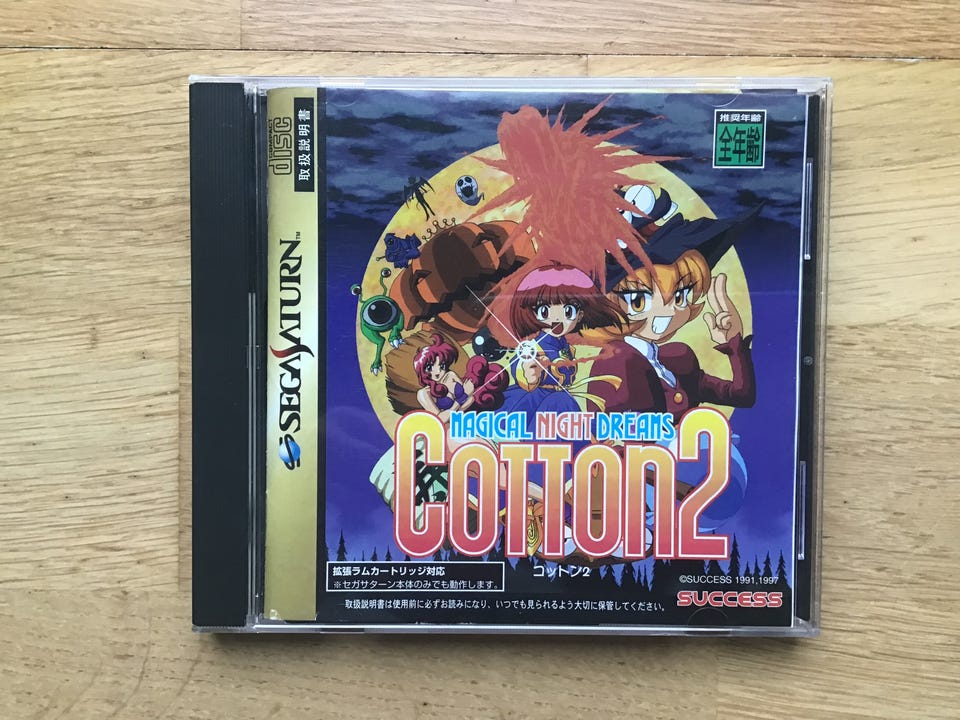 COMPACT
DISC
取扱説明書
SEGA SATURN™
推奨年齢
全年齢
MAGICAL NIGHT DREAMS
COTTON2
コットン2
拡張ラムカートリッジ対応
※セガサターン本体のみでも動作します。
©SUCCESS 1991,1997
SUCCESS
取扱説明書は使用前に必ずお読みになり、いつでも見られるよう大切に保管してください。